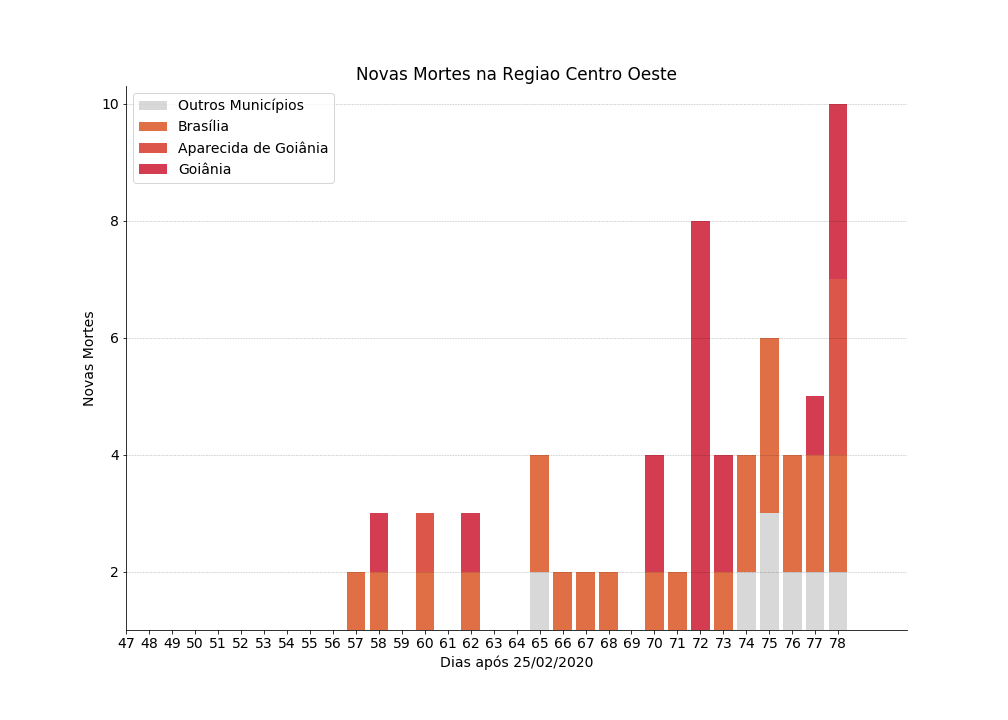 Novas Mortes na Regiao Centro Oeste
Outros Municípios
Brasília
Aparecida de Goiânia
Goiânia
10
8
6
4
2
Novas Mortes
47 48 49 50 51 52 53 54 55 56 57 58 59 60 61 62 63 64 65 66 67 68 69 70 71 72 73 74 75 76 77 78
Dias após 25/02/2020